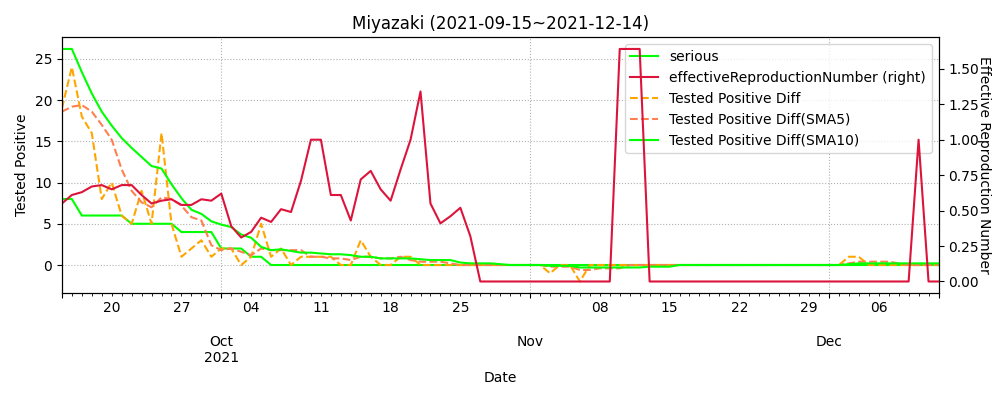 Miyazaki (2021-09-15~2021-12-14)
serious
effectiveReproductionNumber (right)
Tested Positive Diff
Tested Positive Diff(SMA5)
Tested Positive Diff(SMA10)
Tested Positive
25
20
15
10
5
0
Effective Reproduction Number
1.50
1.25
1.00
0.75
0.50
0.25
0.00
20 27 04 11 18 25 08 15 22 29 06
Oct Nov Dec
2021
Date